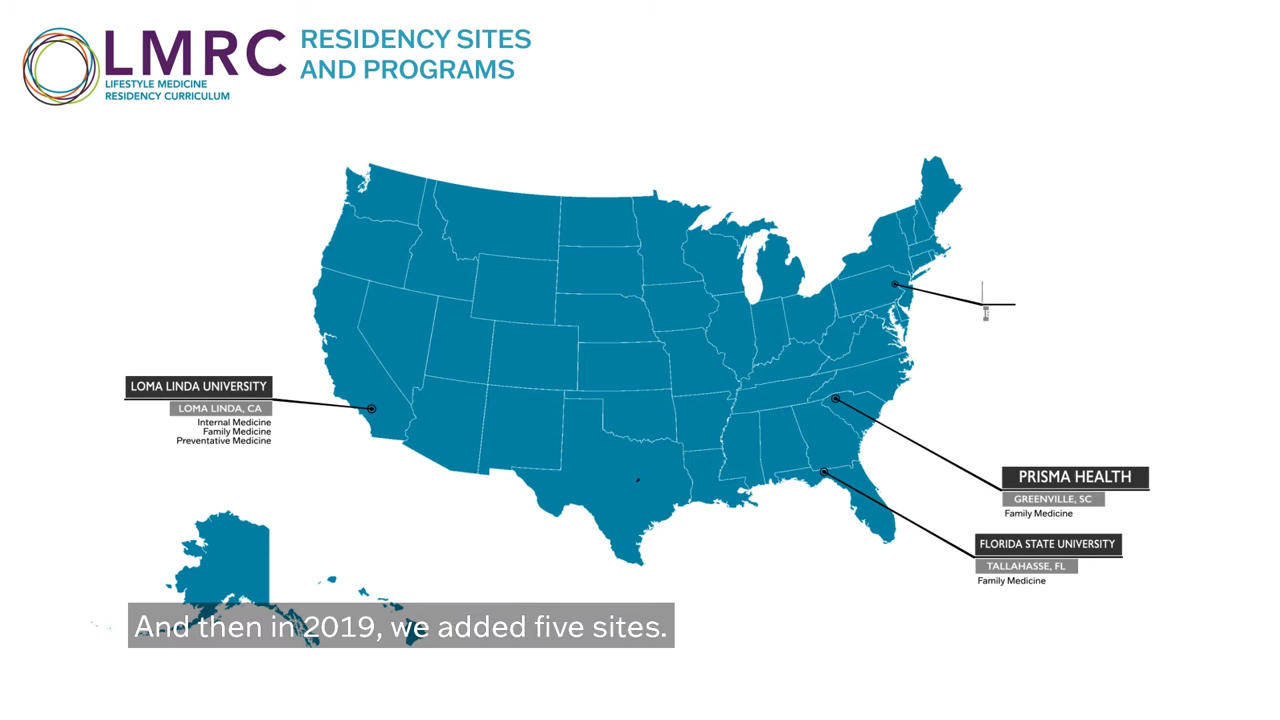 LMRC
LIFESTYLE MEDICINE
RESIDENCY CURRICULUM
RESIDENCY SITES
AND PROGRAMS
LOMA LINDA UNIVERSITY
LOMA LINDA, CA
Internal Medicine
Family Medicine
Preventative Medicine
PRISMA HEALTH
GREENVILLE, SC
Family Medicine
FLORIDA STATE UNIVERSITY
TALLAHASSE, FL
Family Medicine
And then in 2019, we added five sites.